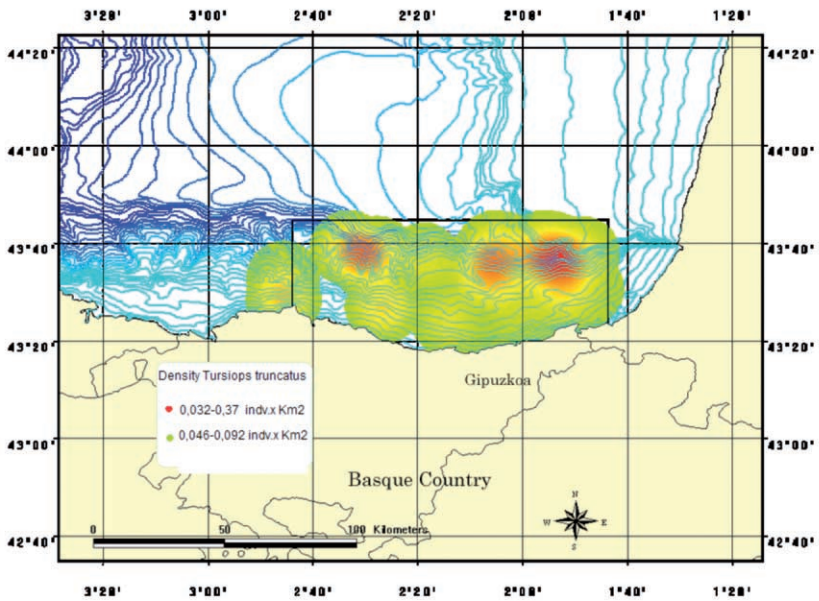 3°20' 3°00' 2°40' 2°20' 2°00' 1°40' 1°20'
44°20' 44°20'
44°00' 44°00'
43°40' 43°40'
43°20' 43°20'
Density Tursiops truncatus
Gipuzkoa
0,032-0,37 indv.x Km2
0,046-0,092 indv.x Km2
43°00' 43°00'
Basque Country
N
W E
S
0 50 100 Kilometers
42°40' 42°40'
3°20' 3°00' 2°40' 2°20' 2°00' 1°40' 1°20'